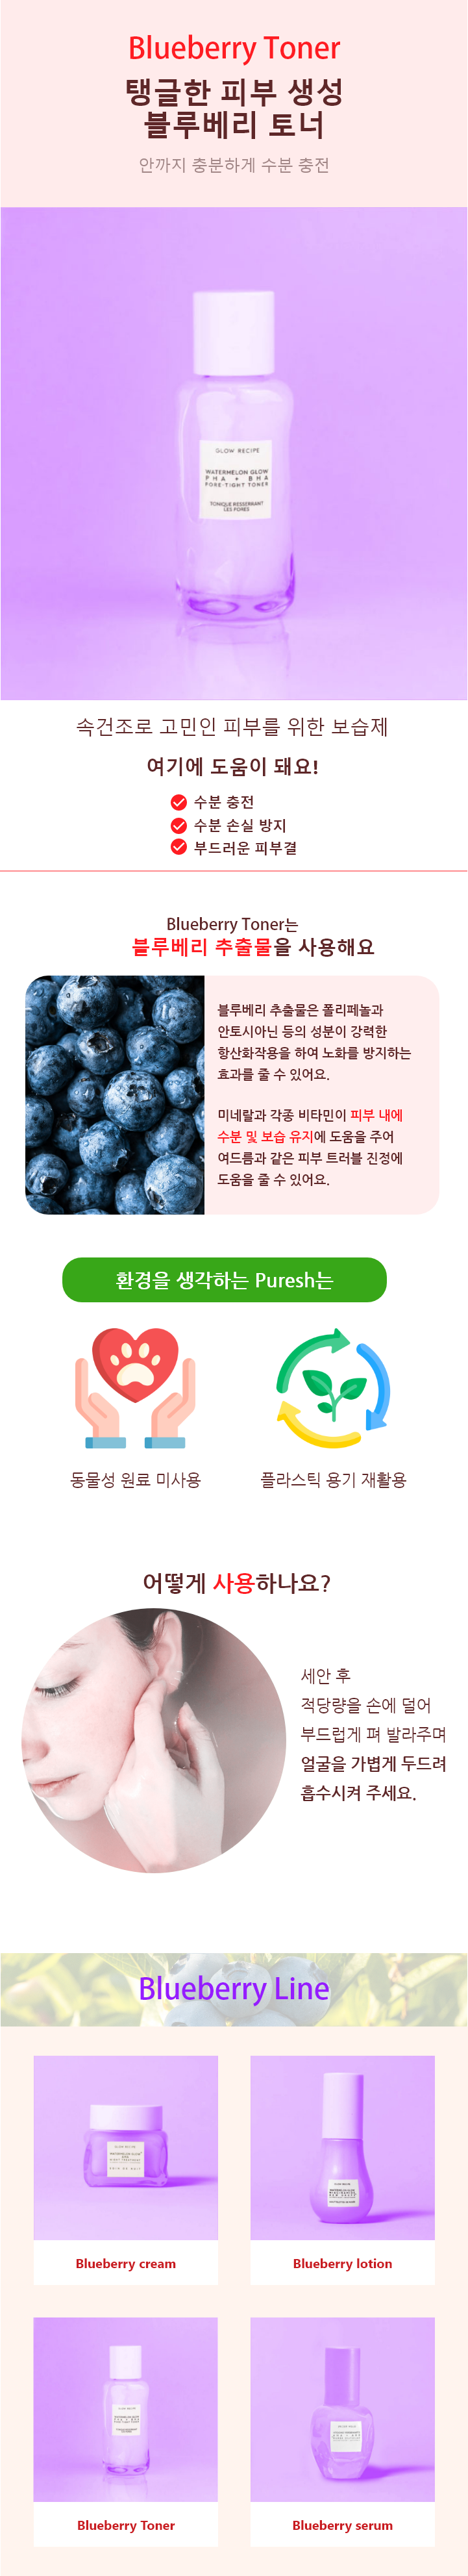 Blueberry Toner
탱글한 피부 생성
블루베리 토너
안까지 충분하게 수분 충전
GLOW RECIPE
WATERMELON GLOW
PHA + BHA
PORE-TIGHT TONER
TONIQUE RESSERRANT
LES PORES
속건조로 고민인 피부를 위한 보습제
여기에 도움이 돼요!
수분 충전
수분 손실 방지
부드러운 피부결
Blueberry Toner는
블루베리 추출물을 사용해요
블루베리 추출물은 폴리페놀과
안토시아닌 등의 성분이 강력한
항산화작용을 하여 노화를 방지하는
효과를 줄 수 있어요.
미네랄과 각종 비타민이 피부 내에
수분 및 보습 유지에 도움을 주어
여드름과 같은 피부 트러블 진정에
도움을 줄 수 있어요.
환경을 생각하는 Puresh는
동물성 원료 미사용
플라스틱 용기 재활용
어떻게 사용하나요?
세안 후
적당량을 손에 덜어
부드럽게 펴 발라주며
얼굴을 가볍게 두드려
흡수시켜 주세요.
Blueberry Line
GLOW RECIPE
Blueberry cream
Blueberry lotion
Blueberry Toner
Blueberry serum